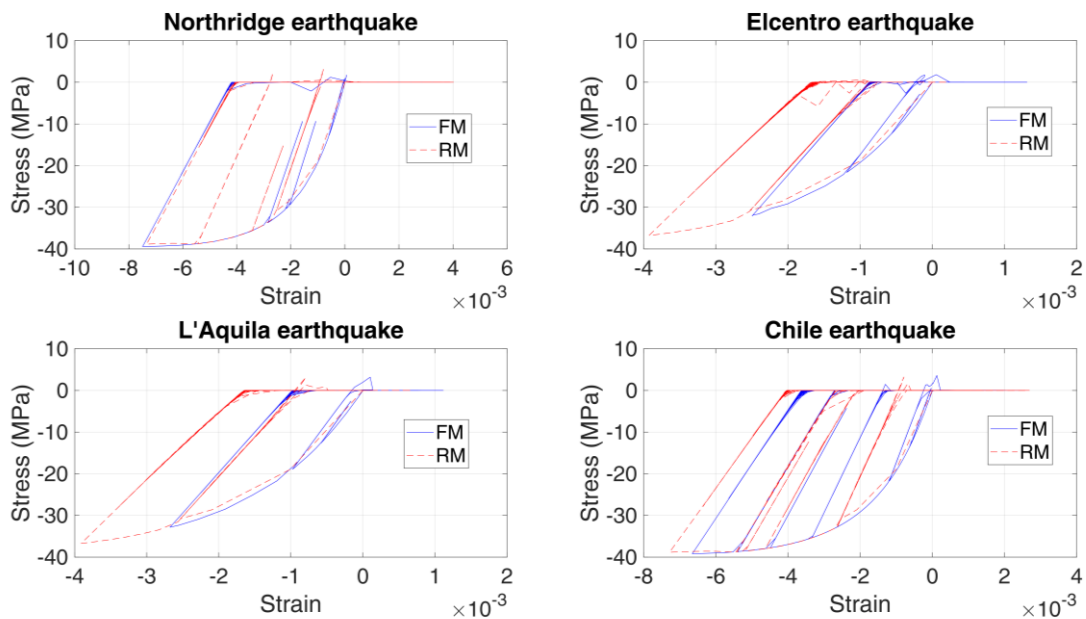 Northridge earthquake
10
0
-10
-20
-30
-40
Stress (MPa)
-10 -8 -6 -4 -2 0 2 4 6
Strain
×10⁻³
FM
RM
Elcentro earthquake
10
0
-10
-20
-30
-40
Stress (MPa)
-4 -3 -2 -1 0 1 2
Strain
×10⁻³
FM
RM
L'Aquila earthquake
10
0
-10
-20
-30
-40
Stress (MPa)
-4 -3 -2 -1 0 1 2
Strain
×10⁻³
FM
RM
Chile earthquake
10
0
-10
-20
-30
-40
Stress (MPa)
-8 -6 -4 -2 0 2 4
Strain
×10⁻³
FM
RM